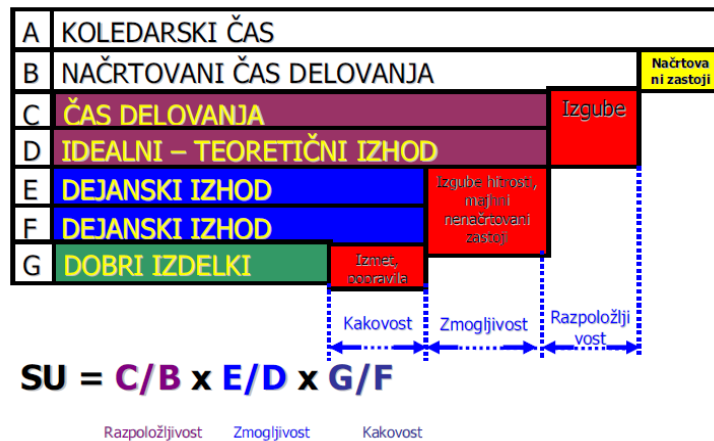 A KOLEDARSKI ČAS
B NAČRTOVANI ČAS DELOVANJA
Načrtova
ni zastoji
C ČAS DELOVANJA
Izgube
D IDEALNI – TEORETIČNI IZHOD
E DEJANSKI IZHOD
Izgube hitrosti,
majhni
nenačrtovani
zastoji
F DEJANSKI IZHOD
G DOBRI IZDELKI
Izmet,
popravila
Kakovost
Zmogljivost
Razpoložlji
vost
SU = C/B x E/D x G/F
Razpoložljivost Zmogljivost Kakovost